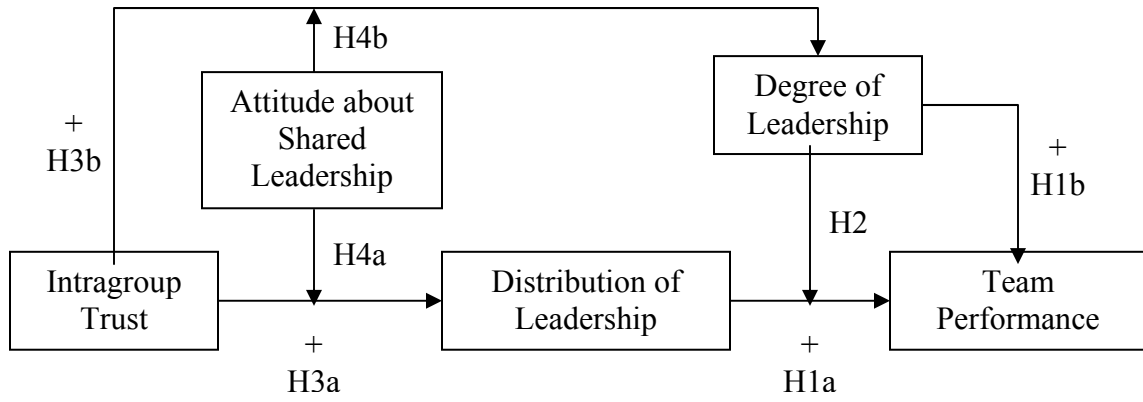 H4b
Attitude about
Shared
Leadership
Degree of
Leadership
+
H3b
+
H1b
H4a
H2
Intragroup
Trust
Distribution of
Leadership
Team
Performance
+
H3a
+
H1a